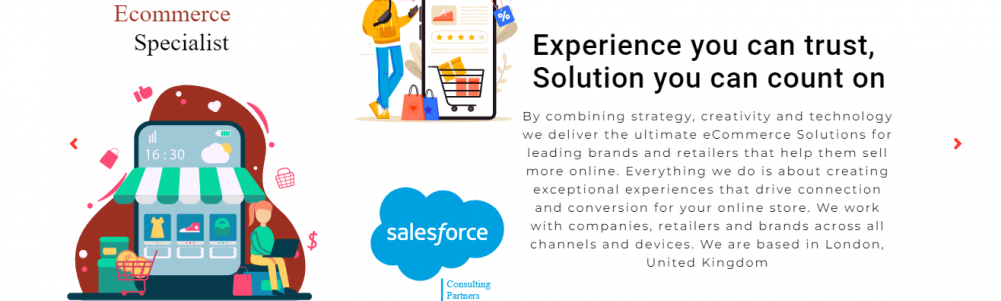 Ecommerce
Specialist
16 : 30
$
%
salesforce
Consulting
Partners
Experience you can trust,
Solution you can count on
By combining strategy, creativity and technology
we deliver the ultimate eCommerce Solutions for
leading brands and retailers that help them sell
more online. Everything we do is about creating
exceptional experiences that drive connection
and conversion for your online store. We work
with companies, retailers and brands across all
channels and devices. We are based in London,
United Kingdom